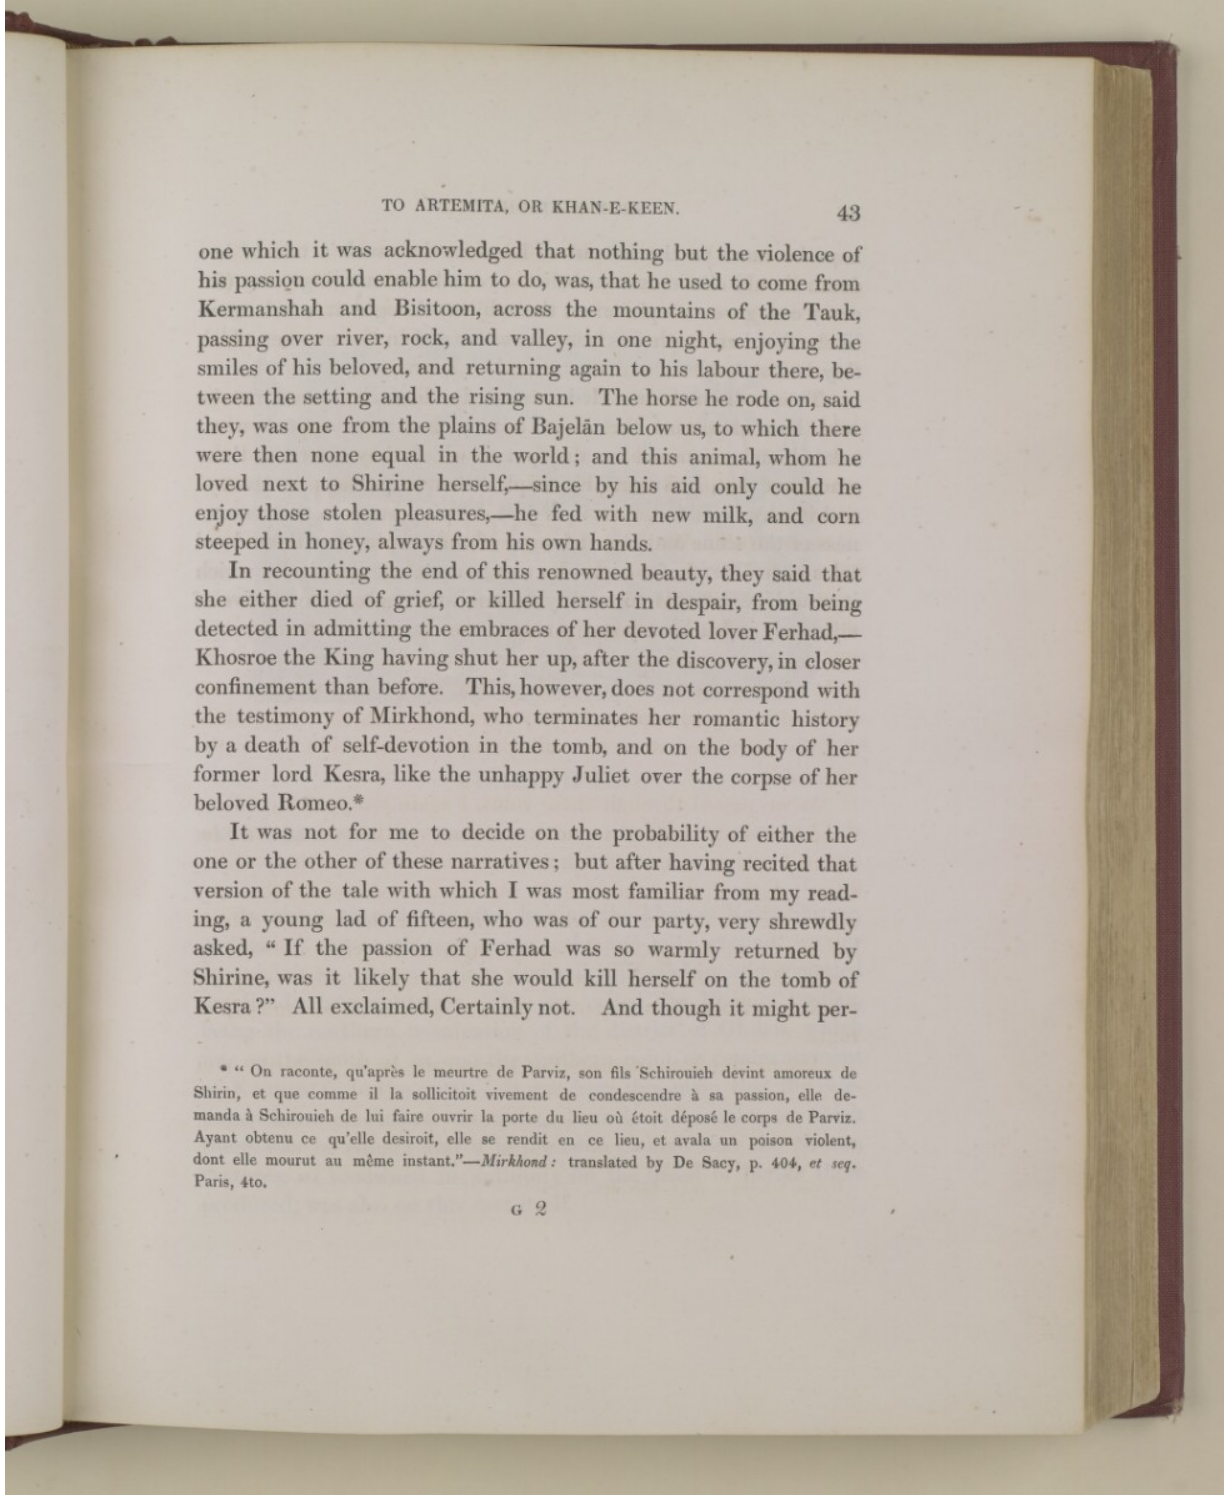 TO ARTEMITA, OR KHAN-E-KEEN. 43
one which it was acknowledged that nothing but the violence of
his passion could enable him to do, was, that he used to come from
Kermanshah and Bisitoon, across the mountains of the Tauk,
passing over river, rock, and valley, in one night, enjoying the
smiles of his beloved, and returning again to his labour there, be-
tween the setting and the rising sun. The horse he rode on, said
they, was one from the plains of Bajelān below us, to which there
were then none equal in the world; and this animal, whom he
loved next to Shirine herself,—since by his aid only could he
enjoy those stolen pleasures,—he fed with new milk, and corn
steeped in honey, always from his own hands.
In recounting the end of this renowned beauty, they said that
she either died of grief, or killed herself in despair, from being
detected in admitting the embraces of her devoted lover Ferhad,—
Khosroe the King having shut her up, after the discovery, in closer
confinement than before. This, however, does not correspond with
the testimony of Mirkhond, who terminates her romantic history
by a death of self-devotion in the tomb, and on the body of her
former lord Kesra, like the unhappy Juliet over the corpse of her
beloved Romeo.*
It was not for me to decide on the probability of either the
one or the other of these narratives; but after having recited that
version of the tale with which I was most familiar from my read-
ing, a young lad of fifteen, who was of our party, very shrewdly
asked, “ If the passion of Ferhad was so warmly returned by
Shirine, was it likely that she would kill herself on the tomb of
Kesra ?” All exclaimed, Certainly not. And though it might per-
* “ On raconte, qu'après le meurtre de Parviz, son fils Schirouieh devint amoreux de
Shirin, et que comme il la sollicitoit vivement de condescendre à sa passion, elle de-
manda à Schirouieh de lui faire ouvrir la porte du lieu où étoit déposé le corps de Parviz.
Ayant obtenu ce qu'elle desiroit, elle se rendit en ce lieu, et avala un poison violent,
dont elle mourut au même instant.”—Mirkhond : translated by De Sacy, p. 404, et seq.
Paris, 4to.
G 2